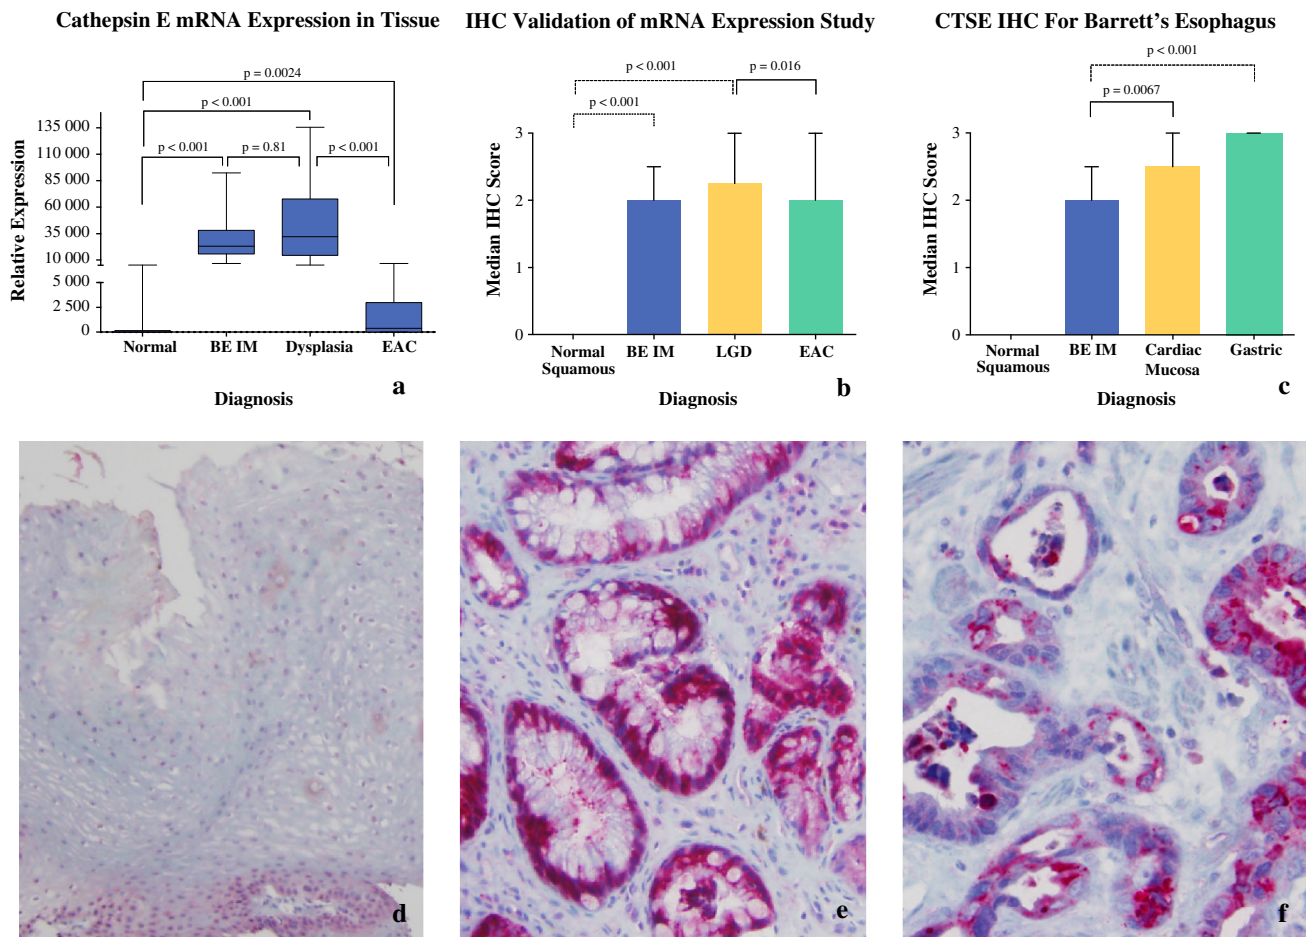 Cathepsin E mRNA Expression in Tissue
p = 0.0024
p < 0.001
p < 0.001
p = 0.81
p < 0.001
Relative Expression
135 000
110 000
85 000
60 000
35 000
10 000
5 000
2 500
0
Normal
BE IM
Dysplasia
EAC
Diagnosis
a
IHC Validation of mRNA Expression Study
p < 0.001
p = 0.016
p < 0.001
Median IHC Score
3
2
1
0
Normal
Squamous
BE IM
LGD
EAC
Diagnosis
b
CTSE IHC For Barrett’s Esophagus
p < 0.001
p = 0.0067
Median IHC Score
3
2
1
0
Normal
Squamous
BE IM
Cardiac
Mucosa
Gastric
Diagnosis
c
d
e
f